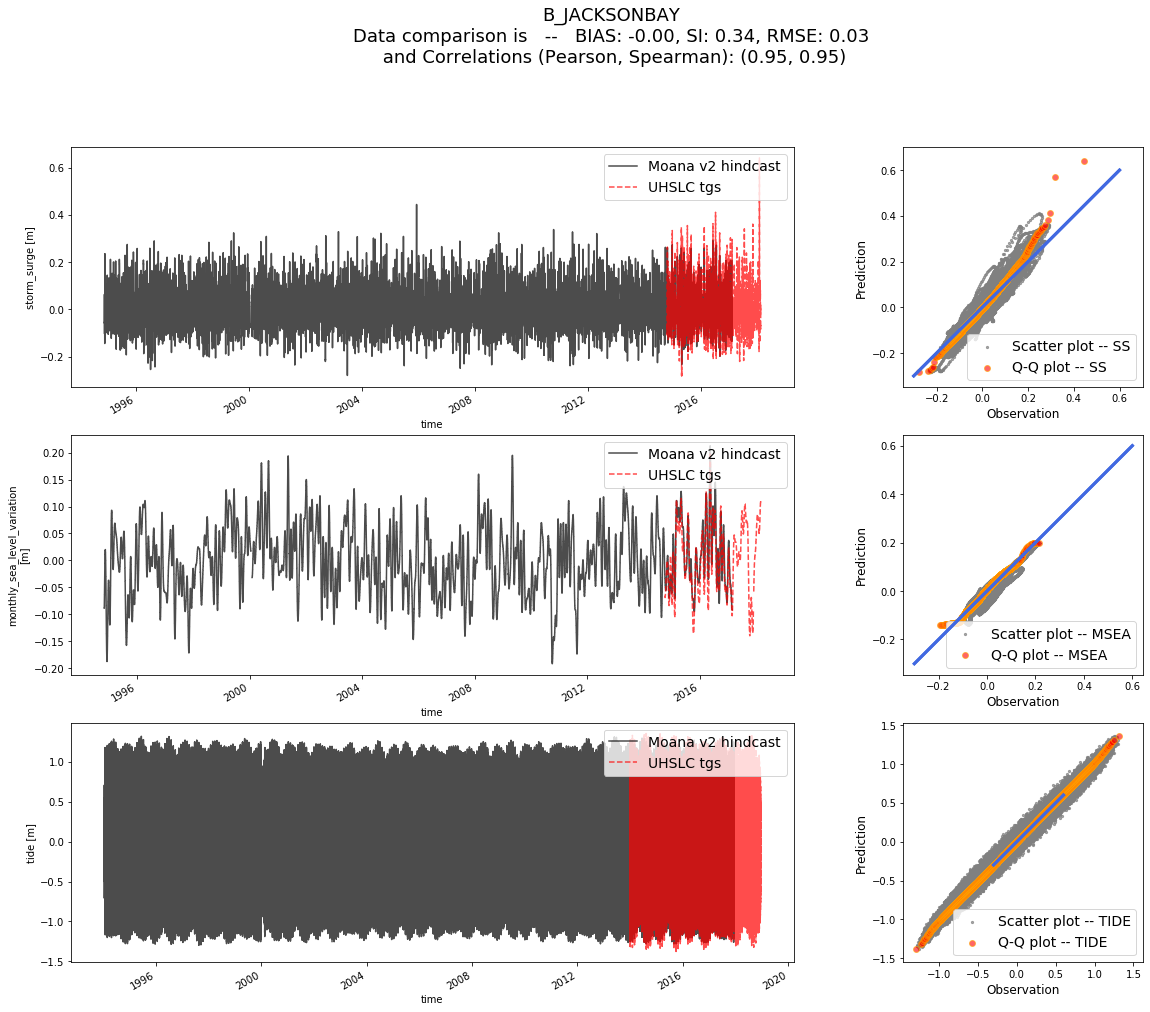 B_JACKSONBAY
Data comparison is -- BIAS: -0.00, SI: 0.34, RMSE: 0.03
and Correlations (Pearson, Spearman): (0.95, 0.95)
storm_surge [m]
0.6
0.4
0.2
0.0
−0.2
Moana v2 hindcast
UHSLC tgs
1996
2000
2004
2008
2012
2016
time
Prediction
0.6
0.4
0.2
0.0
−0.2
Scatter plot -- SS
Q-Q plot -- SS
−0.2
0.0
0.2
0.4
0.6
Observation
monthly_sea_level_variation
[m]
0.20
0.15
0.10
0.05
0.00
−0.05
−0.10
−0.15
−0.20
Moana v2 hindcast
UHSLC tgs
1996
2000
2004
2008
2012
2016
time
Prediction
0.6
0.4
0.2
0.0
−0.2
Scatter plot -- MSEA
Q-Q plot -- MSEA
−0.2
0.0
0.2
0.4
0.6
Observation
tide [m]
1.0
0.5
0.0
−0.5
−1.0
−1.5
Moana v2 hindcast
UHSLC tgs
1996
2000
2004
2008
2012
2016
2020
time
Prediction
1.5
1.0
0.5
0.0
−0.5
−1.0
−1.5
Scatter plot -- TIDE
Q-Q plot -- TIDE
−1.0
−0.5
0.0
0.5
1.0
1.5
Observation